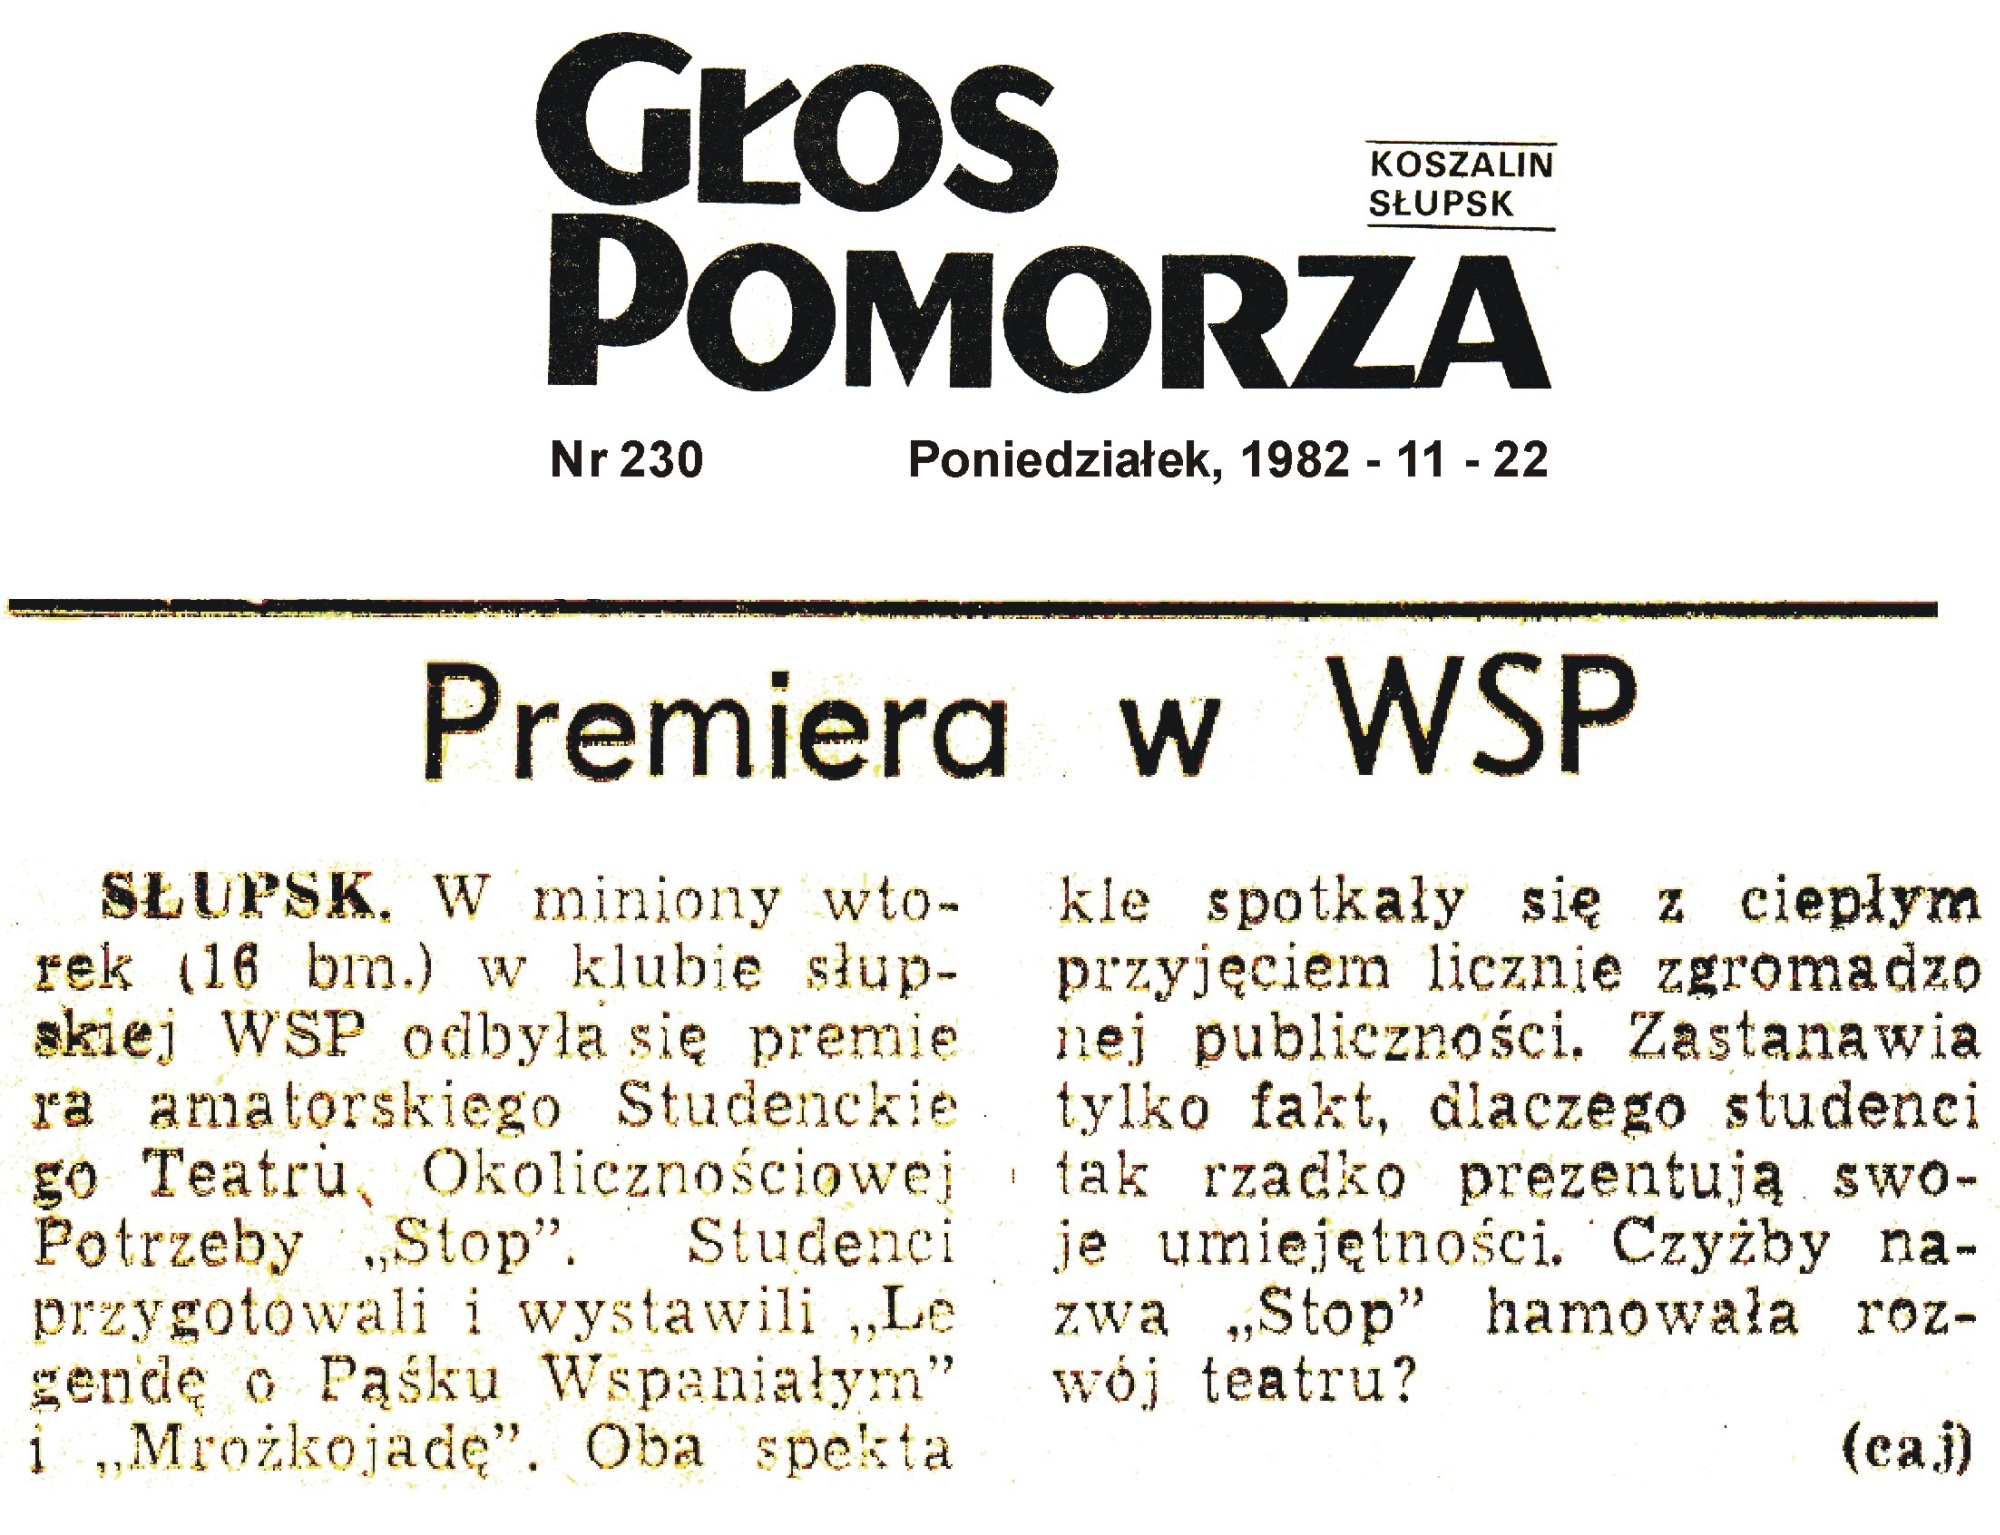 GŁOS
KOSZALIN
SŁUPSK
POMORZA
Nr 230 Poniedziałek, 1982 - 11 - 22
Premiera w WSP
SŁUPSK. W miniony wto-
rek (16 bm.) w klubie słup-
skiej WSP odbyła się premie
ra amatorskiego Studenckie
go Teatru Okolicznościowej
Potrzeby „Stop”. Studenci
przygotowali i wystawili „Le
gendę o Pąśku Wspaniałym”
i „Mrożkojadę”. Oba spekta
kle spotkały się z ciepłym
przyjęciem licznie zgromadzo
nej publiczności. Zastanawia
tylko fakt, dlaczego studenci
tak rzadko prezentują swo-
je umiejętności. Czyżby na-
zwa „Stop” hamowała roz-
wój teatru?
(caj)